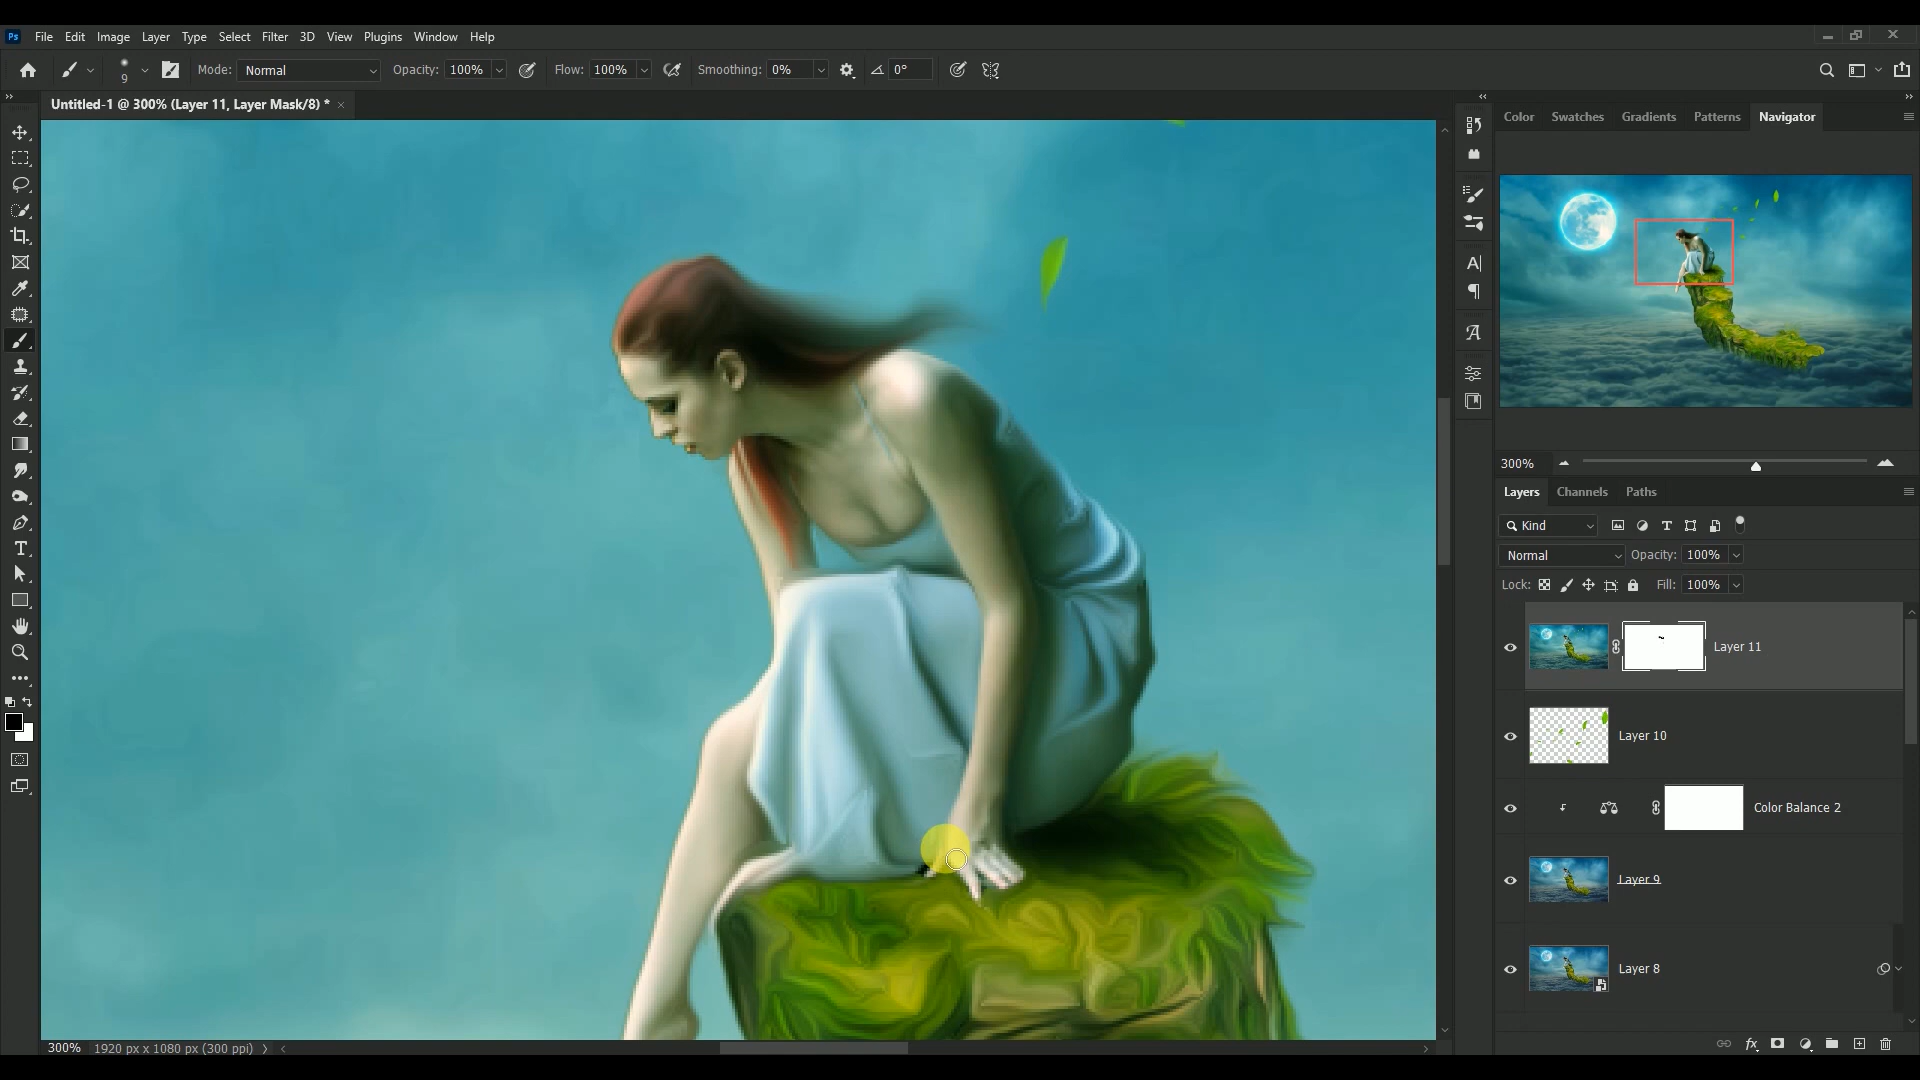 Ps File Edit Image Layer Type Select Filter 3D View Plugins Window Help
9 Mode: Normal Opacity: 100% Flow: 100% Smoothing: 0% 0°
Untitled-1 @ 300% (Layer 11, Layer Mask/8) *
Color Swatches Gradients Patterns Navigator
300%
Layers Channels Paths
Kind
Normal Opacity: 100%
Lock: Fill: 100%
Layer 11
Layer 10
Color Balance 2
Layer 9
Layer 8
300% 1920 px x 1080 px (300 ppi)